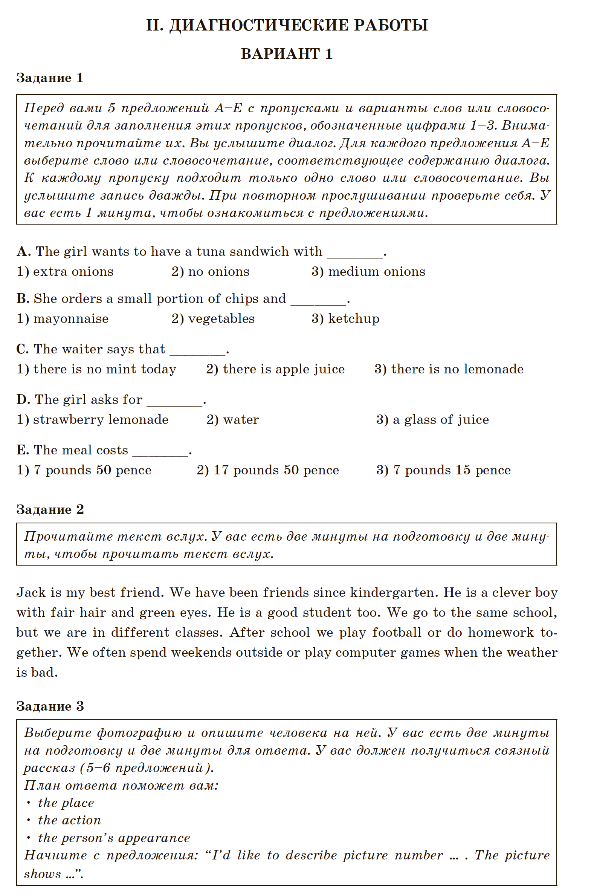 II. ДИАГНОСТИЧЕСКИЕ РАБОТЫ
ВАРИАНТ 1
Задание 1
Перед вами 5 предложений A–E с пропусками и варианты слов или словосо-
четаний для заполнения этих пропусков, обозначенные цифрами 1–3. Внима-
тельно прочитайте их. Вы услышите диалог. Для каждого предложения A–E
выберите слово или словосочетание, соответствующее содержанию диалога.
К каждому пропуску подходит только одно слово или словосочетание. Вы
услышите запись дважды. При повторном прослушивании проверьте себя. У
вас есть 1 минута, чтобы ознакомиться с предложениями.
A. The girl wants to have a tuna sandwich with _______.
1) extra onions 2) no onions 3) medium onions
B. She orders a small portion of chips and _______.
1) mayonnaise 2) vegetables 3) ketchup
C. The waiter says that _______.
1) there is no mint today 2) there is apple juice 3) there is no lemonade
D. The girl asks for _______.
1) strawberry lemonade 2) water 3) a glass of juice
E. The meal costs _______.
1) 7 pounds 50 pence 2) 17 pounds 50 pence 3) 7 pounds 15 pence
Задание 2
Прочитайте текст вслух. У вас есть две минуты на подготовку и две мину-
ты, чтобы прочитать текст вслух.
Jack is my best friend. We have been friends since kindergarten. He is a clever boy
with fair hair and green eyes. He is a good student too. We go to the same school,
but we are in different classes. After school we play football or do homework to-
gether. We often spend weekends outside or play computer games when the weather
is bad.
Задание 3
Выберите фотографию и опишите человека на ней. У вас есть две минуты
на подготовку и две минуты для ответа. У вас должен получиться связный
рассказ (5–6 предложений).
План ответа поможет вам:
• the place
• the action
• the person's appearance
Начните с предложения: “I'd like to describe picture number ... . The picture
shows ...”.